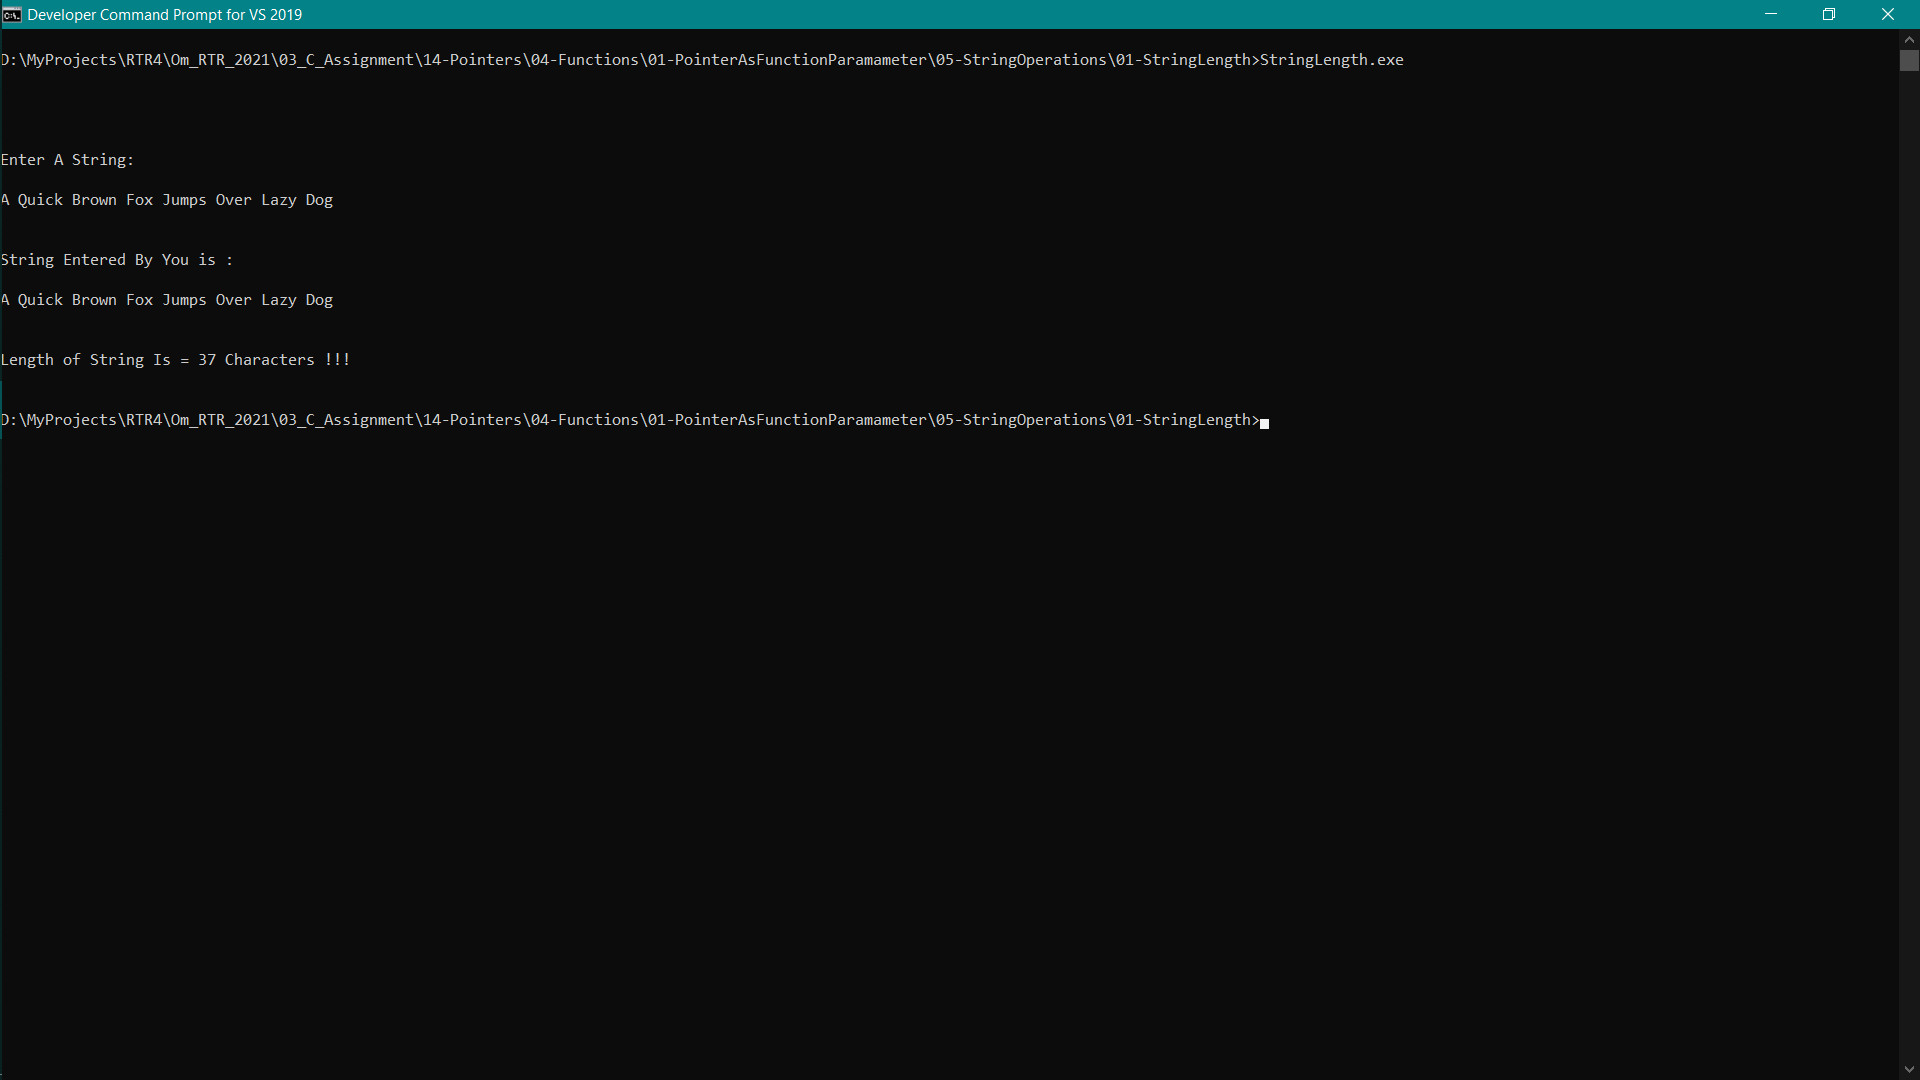 Developer Command Prompt for VS 2019
D:\MyProjects\RTR4\Om_RTR_2021\03_C_Assignment\14-Pointers\04-Functions\01-PointerAsFunctionParamameter\05-StringOperations\01-StringLength>StringLength.exe
Enter A String:
A Quick Brown Fox Jumps Over Lazy Dog
String Entered By You is :
A Quick Brown Fox Jumps Over Lazy Dog
Length of String Is = 37 Characters !!!
D:\MyProjects\RTR4\Om_RTR_2021\03_C_Assignment\14-Pointers\04-Functions\01-PointerAsFunctionParamameter\05-StringOperations\01-StringLength>